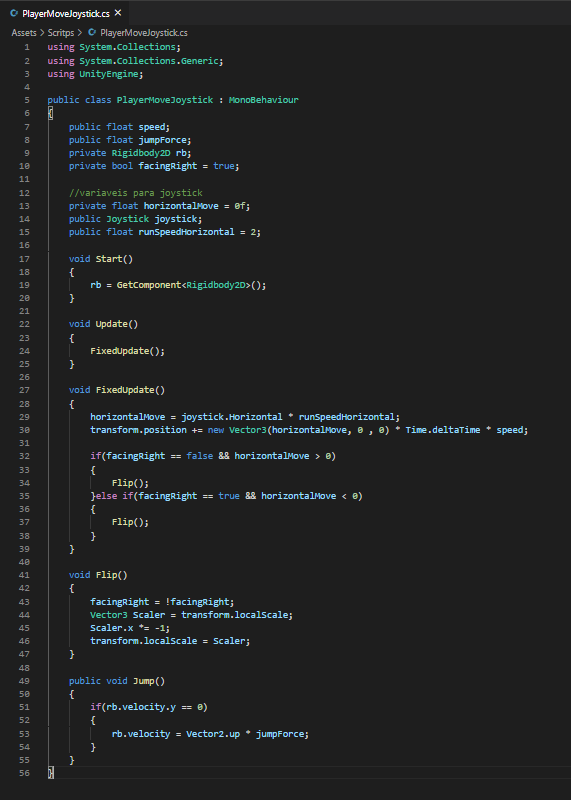 PlayerMoveJoystick.cs ×
Assets > Scritps > PlayerMoveJoystick.cs
1 using System.Collections;
2 using System.Collections.Generic;
3 using UnityEngine;
4
5 public class PlayerMoveJoystick : MonoBehaviour
6 {
7     public float speed;
8     public float jumpForce;
9     private Rigidbody2D rb;
10     private bool facingRight = true;
11
12     //variaveis para joystick
13     private float horizontalMove = 0f;
14     public Joystick joystick;
15     public float runSpeedHorizontal = 2;
16
17     void Start()
18     {
19         rb = GetComponent<Rigidbody2D>();
20     }
21
22     void Update()
23     {
24         FixedUpdate();
25     }
26
27     void FixedUpdate()
28     {
29         horizontalMove = joystick.Horizontal * runSpeedHorizontal;
30         transform.position += new Vector3(horizontalMove, 0 , 0) * Time.deltaTime * speed;
31
32         if(facingRight == false && horizontalMove > 0)
33         {
34             Flip();
35         }else if(facingRight == true && horizontalMove < 0)
36         {
37             Flip();
38         }
39     }
40
41     void Flip()
42     {
43         facingRight = !facingRight;
44         Vector3 Scaler = transform.localScale;
45         Scaler.x *= -1;
46         transform.localScale = Scaler;
47     }
48
49     public void Jump()
50     {
51         if(rb.velocity.y == 0)
52         {
53             rb.velocity = Vector2.up * jumpForce;
54         }
55     }
56 }